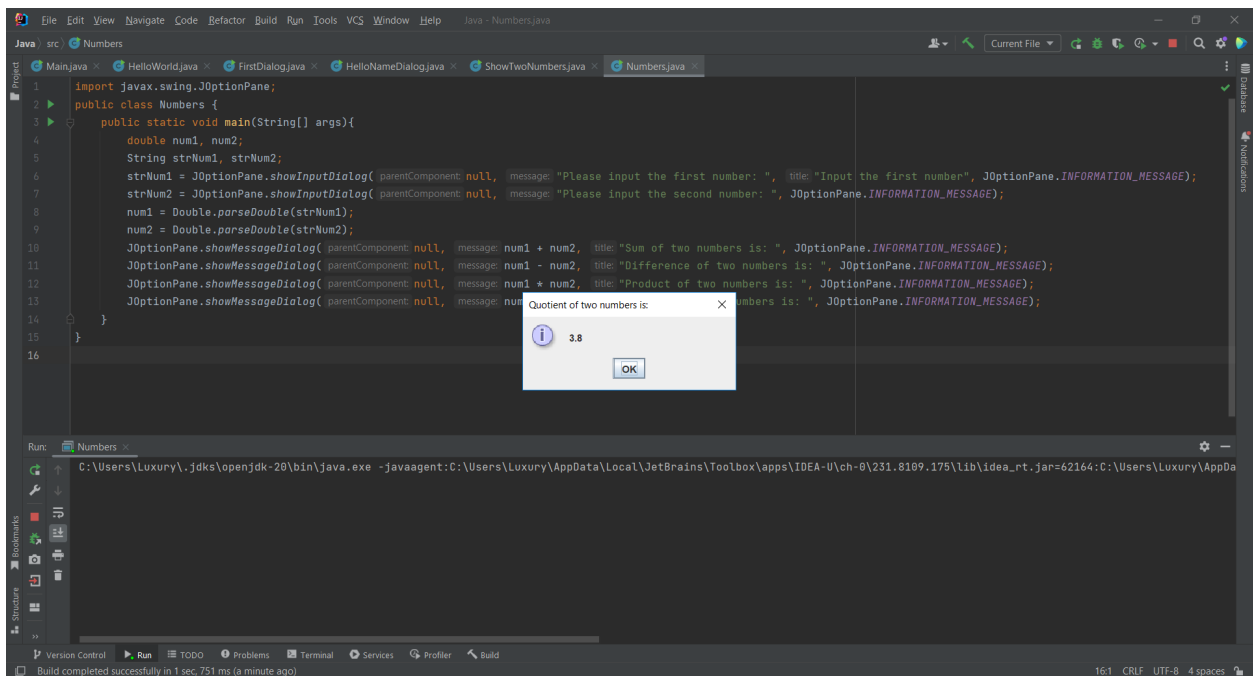 File Edit View Navigate Code Refactor Build Run Tools VCS Window Help Java - Numbers.java
Java src Numbers Current File
Main.java HelloWorld.java FirstDialog.java HelloNameDialog.java ShowTwoNumbers.java Numbers.java
Project
Database
Notifications
1 import javax.swing.JOptionPane;
2 public class Numbers {
3 public static void main(String[] args){
4 double num1, num2;
5 String strNum1, strNum2;
6 strNum1 = JOptionPane.showInputDialog( parentComponent: null, message: "Please input the first number: ", title: "Input the first number", JOptionPane.INFORMATION_MESSAGE);
7 strNum2 = JOptionPane.showInputDialog( parentComponent: null, message: "Please input the second number: ", JOptionPane.INFORMATION_MESSAGE);
8 num1 = Double.parseDouble(strNum1);
9 num2 = Double.parseDouble(strNum2);
10 JOptionPane.showMessageDialog( parentComponent: null, message: num1 + num2, title: "Sum of two numbers is: ", JOptionPane.INFORMATION_MESSAGE);
11 JOptionPane.showMessageDialog( parentComponent: null, message: num1 - num2, title: "Difference of two numbers is: ", JOptionPane.INFORMATION_MESSAGE);
12 JOptionPane.showMessageDialog( parentComponent: null, message: num1 * num2, title: "Product of two numbers is: ", JOptionPane.INFORMATION_MESSAGE);
13 JOptionPane.showMessageDialog( parentComponent: null, message: num umbers is: ", JOptionPane.INFORMATION_MESSAGE);
14 }
15 }
16
Quotient of two numbers is:
3.8
OK
Run: Numbers
C:\Users\Luxury\.jdks\openjdk-20\bin\java.exe -javaagent:C:\Users\Luxury\AppData\Local\JetBrains\Toolbox\apps\IDEA-U\ch-0\231.8109.175\lib\idea_rt.jar=62164:C:\Users\Luxury\AppDa
Bookmarks
Structure
Version Control Run TODO Problems Terminal Services Profiler Build
Build completed successfully in 1 sec, 751 ms (a minute ago) 16:1 CRLF UTF-8 4 spaces